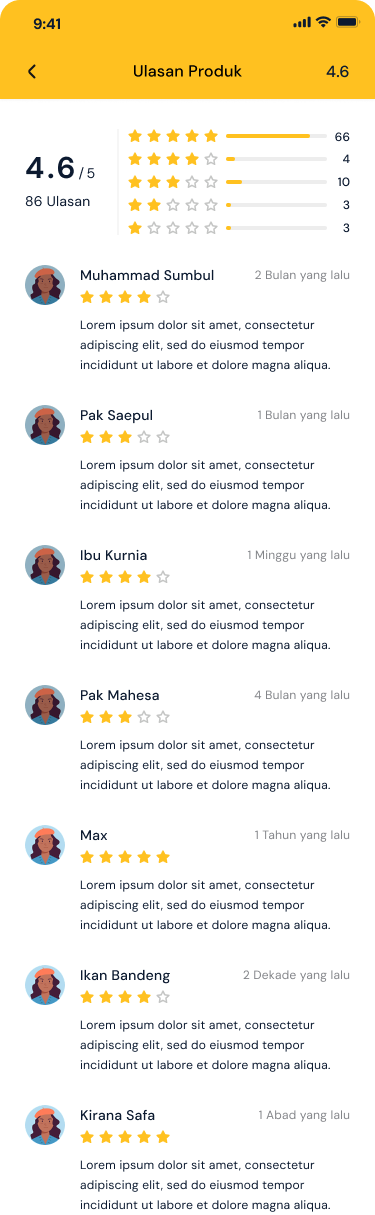 9:41
Ulasan Produk 4.6
66
4.6 / 5 4
86 Ulasan 10
3
3
Muhammad Sumbul 2 Bulan yang lalu
Lorem ipsum dolor sit amet, consectetur
adipiscing elit, sed do eiusmod tempor
incididunt ut labore et dolore magna aliqua.
Pak Saepul 1 Bulan yang lalu
Lorem ipsum dolor sit amet, consectetur
adipiscing elit, sed do eiusmod tempor
incididunt ut labore et dolore magna aliqua.
Ibu Kurnia 1 Minggu yang lalu
Lorem ipsum dolor sit amet, consectetur
adipiscing elit, sed do eiusmod tempor
incididunt ut labore et dolore magna aliqua.
Pak Mahesa 4 Bulan yang lalu
Lorem ipsum dolor sit amet, consectetur
adipiscing elit, sed do eiusmod tempor
incididunt ut labore et dolore magna aliqua.
Max 1 Tahun yang lalu
Lorem ipsum dolor sit amet, consectetur
adipiscing elit, sed do eiusmod tempor
incididunt ut labore et dolore magna aliqua.
Ikan Bandeng 2 Dekade yang lalu
Lorem ipsum dolor sit amet, consectetur
adipiscing elit, sed do eiusmod tempor
incididunt ut labore et dolore magna aliqua.
Kirana Safa 1 Abad yang lalu
Lorem ipsum dolor sit amet, consectetur
adipiscing elit, sed do eiusmod tempor
incididunt ut labore et dolore magna aliqua.